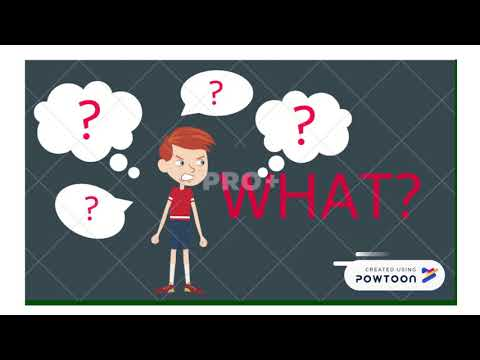 ?
?
?
?
PRO+
WHAT?
CREATED USING
POWTOON